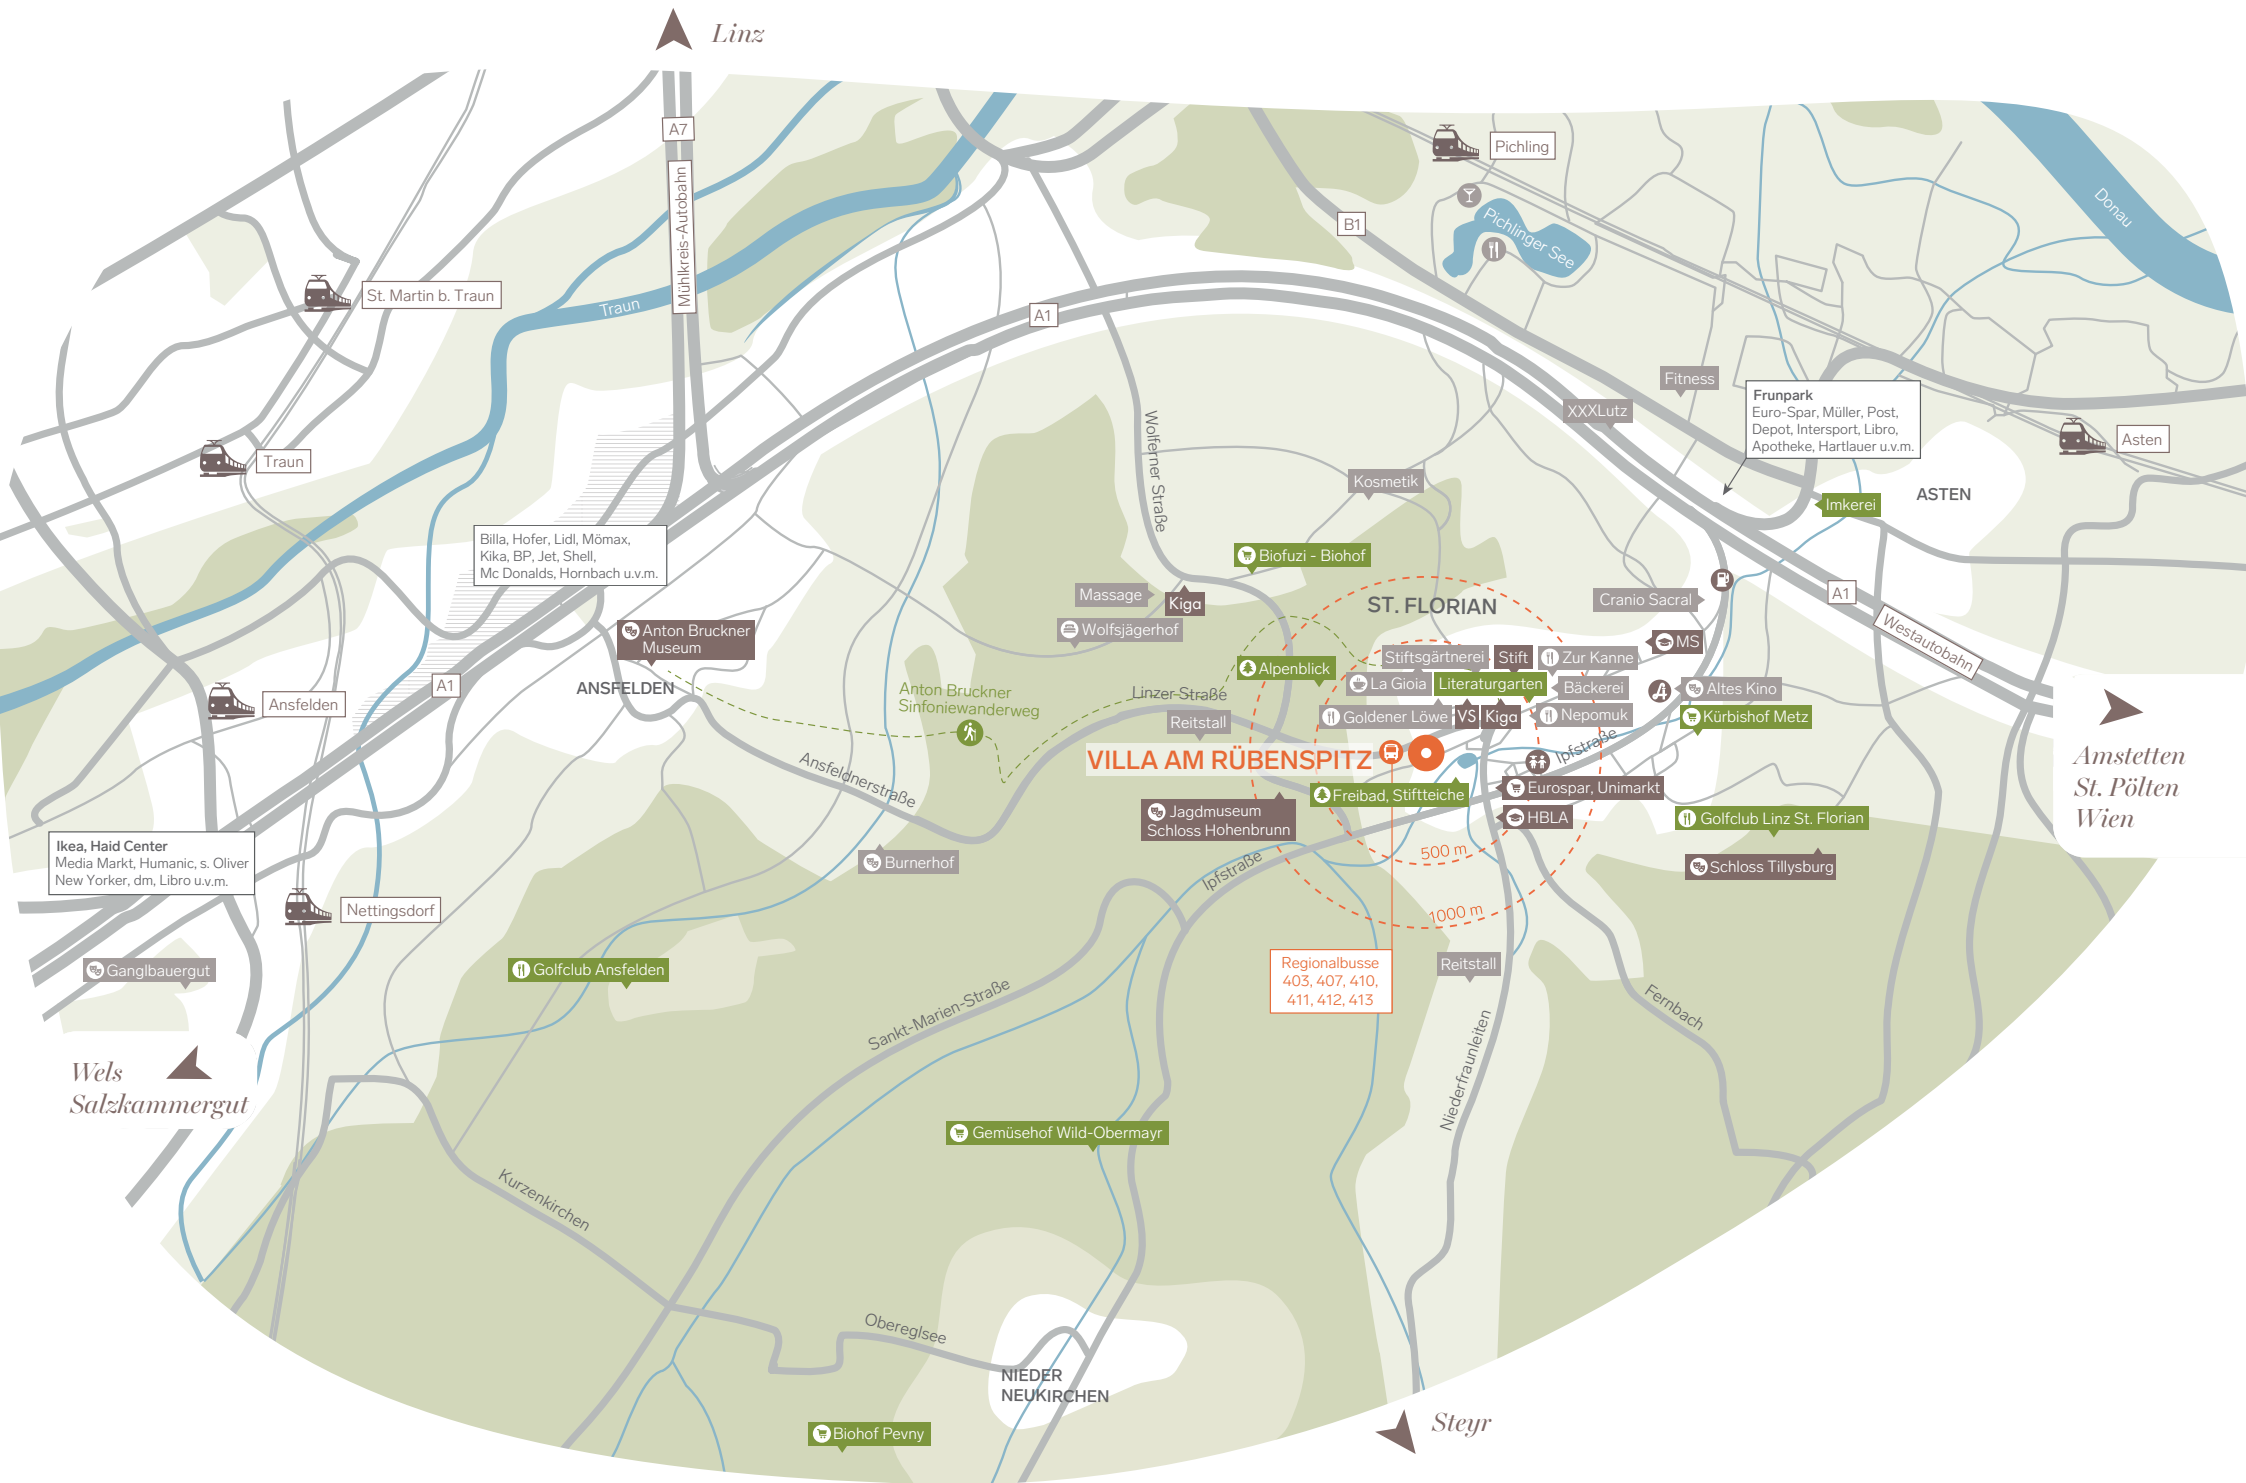 Linz
A7
Mühlkreis-Autobahn
Pichling
B1
Pichlinger See
Donau
St. Martin b. Traun
Traun
A1
Fitness
XXXLutz
Frunpark
Euro-Spar, Müller, Post,
Depot, Intersport, Libro,
Apotheke, Hartlauer u.v.m.
Asten
Traun
Wolferner Straße
Kosmetik
ASTEN
Imkerei
Billa, Hofer, Lidl, Mömax,
Kika, BP, Jet, Shell,
Mc Donalds, Hornbach u.v.m.
Biofuzi - Biohof
Massage
Kiga
Wolfsjägerhof
ST. FLORIAN
Cranio Sacral
A1
Westautobahn
Anton Bruckner
Museum
ANSFELDEN
A1
Ansfelden
Anton Bruckner
Sinfoniewanderweg
Linzer Straße
Reitstall
Alpenblick
Stiftsgärtnerei
Stift
Zur Kanne
MS
La Gioia
Literaturgarten
Bäckerei
Altes Kino
Goldener Löwe
VS
Kiga
Nepomuk
Kürbishof Metz
VILLA AM RÜBENSPITZ
Ipfstraße
Amstetten
St. Pölten
Wien
Ansfeldnerstraße
Freibad, Stiftteiche
Eurospar, Unimarkt
Jagdmuseum
Schloss Hohenbrunn
HBLA
Golfclub Linz St. Florian
Ikea, Haid Center
Media Markt, Humanic, s. Oliver
New Yorker, dm, Libro u.v.m.
Burnerhof
500 m
Ipfstraße
Schloss Tillysburg
Nettingsdorf
1000 m
Ganglbauergut
Golfclub Ansfelden
Regionalbusse
403, 407, 410,
411, 412, 413
Reitstall
Sankt-Marien-Straße
Fernbach
Niederfraunleiten
Wels
Salzkammergut
Gemüsehof Wild-Obermayr
Kurzenkirchen
Obereglsee
NIEDER
NEUKIRCHEN
Biohof Pevny
Steyr